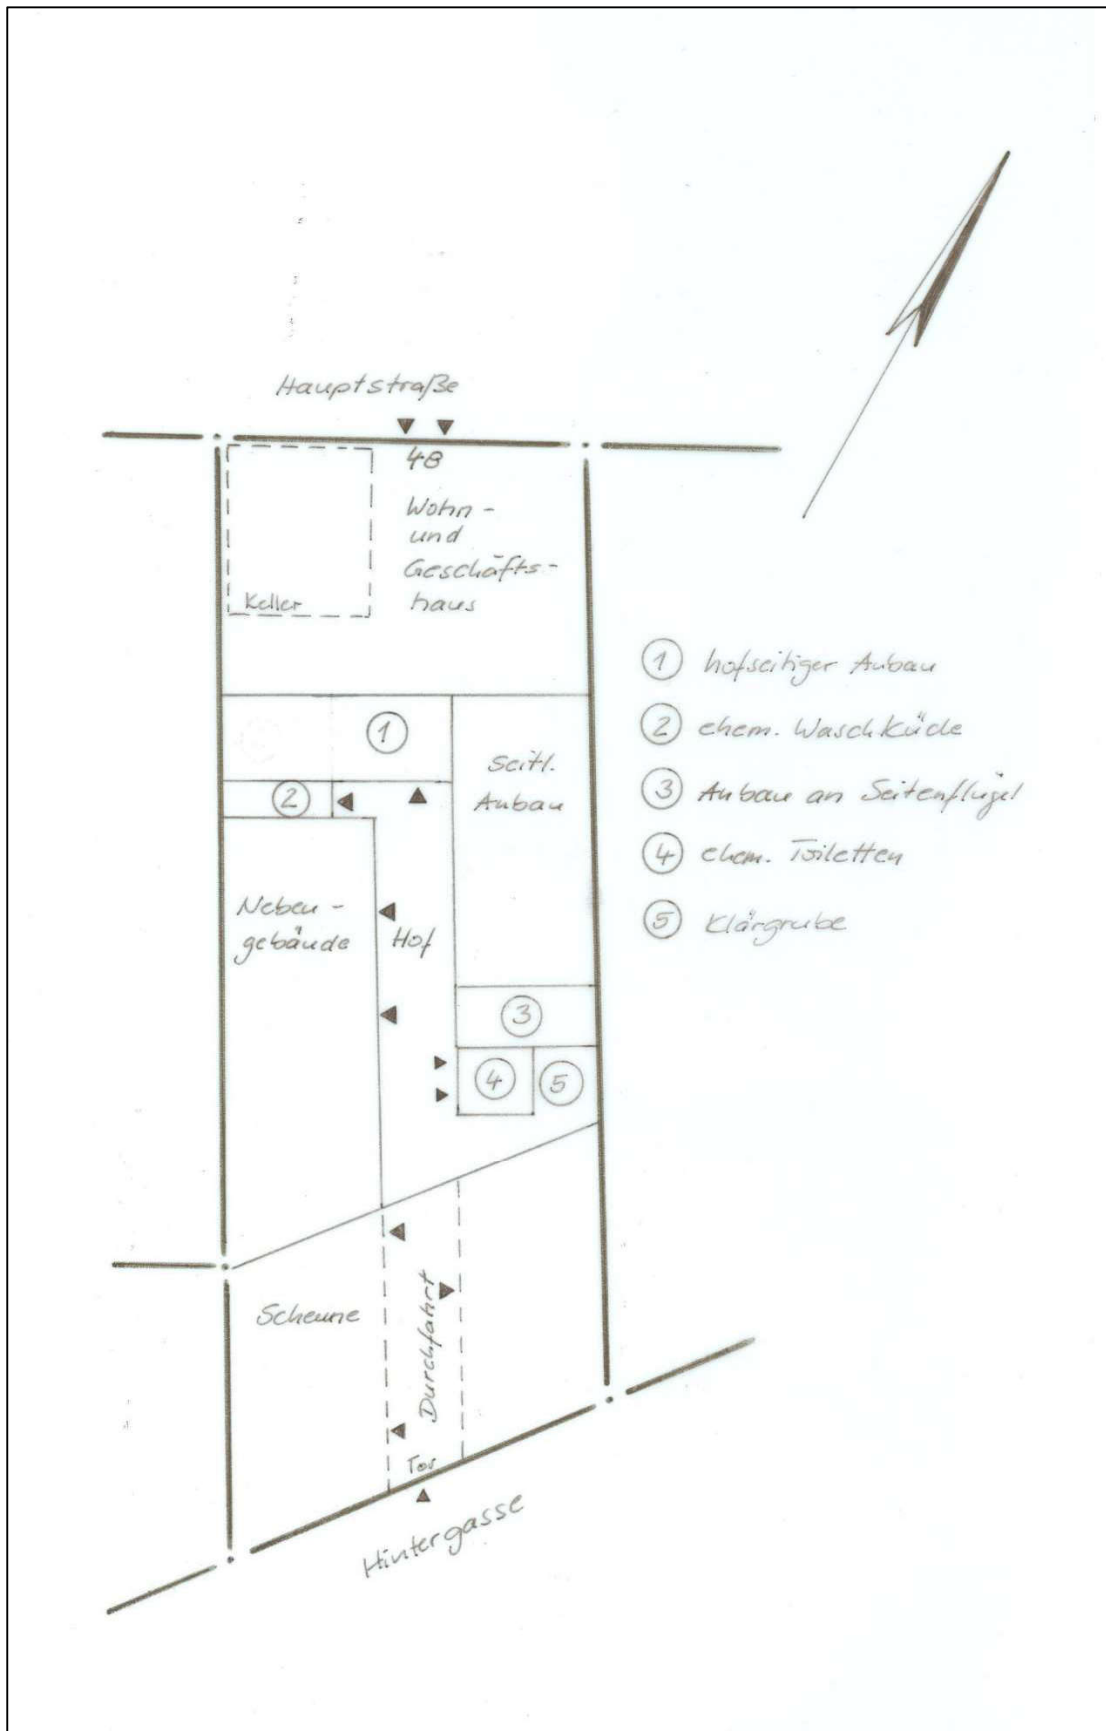 Hauptstraße
48
Wohn-
und
Geschäfts-
haus
Keller
1 hofseitiger Anbau
2 ehem. Waschküche
3 Anbau an Seitenflügel
4 ehem. Toiletten
5 Klärgrube
1
Seitl.
Anbau
2
Neben-
gebäude
Hof
3
4
5
Scheune
Durchfahrt
Tor
Hintergasse